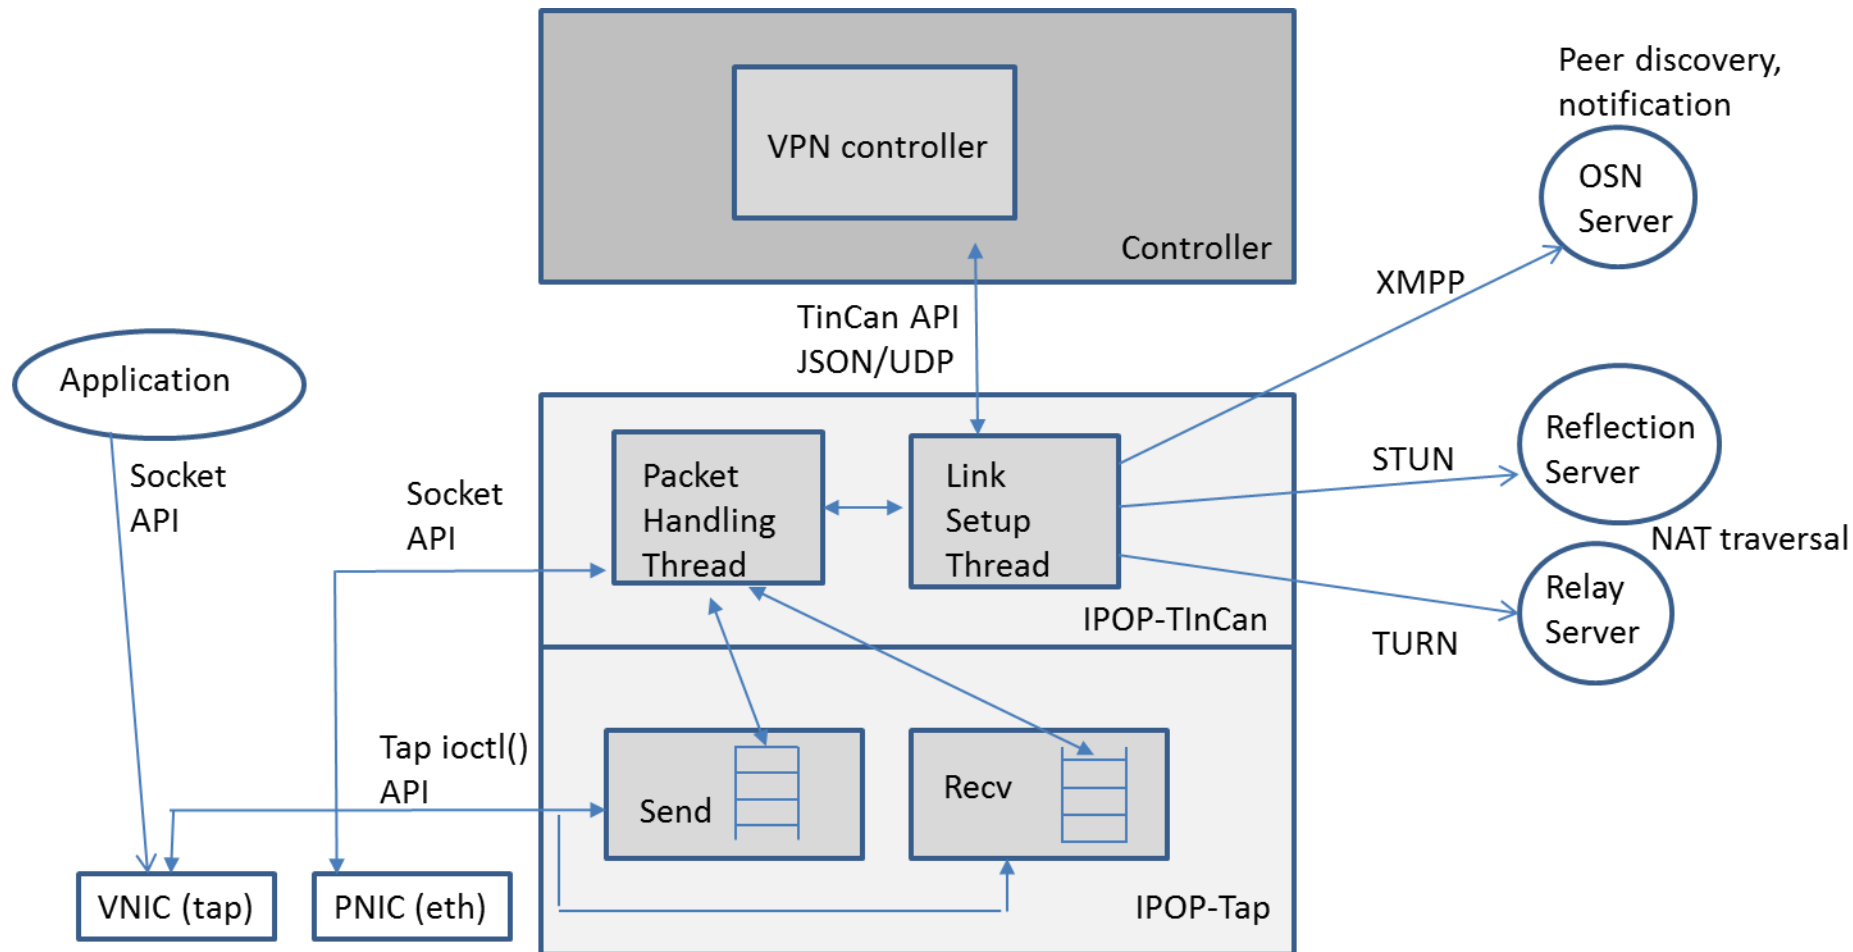 VPN controller
Controller
Peer discovery,
notification
OSN
Server
XMPP
TinCan API
JSON/UDP
Application
Socket
API
Socket
API
Packet
Handling
Thread
Link
Setup
Thread
IPOP-TInCan
STUN
Reflection
Server
NAT traversal
Relay
Server
TURN
Tap ioctl()
API
Send
Recv
IPOP-Tap
VNIC (tap)
PNIC (eth)